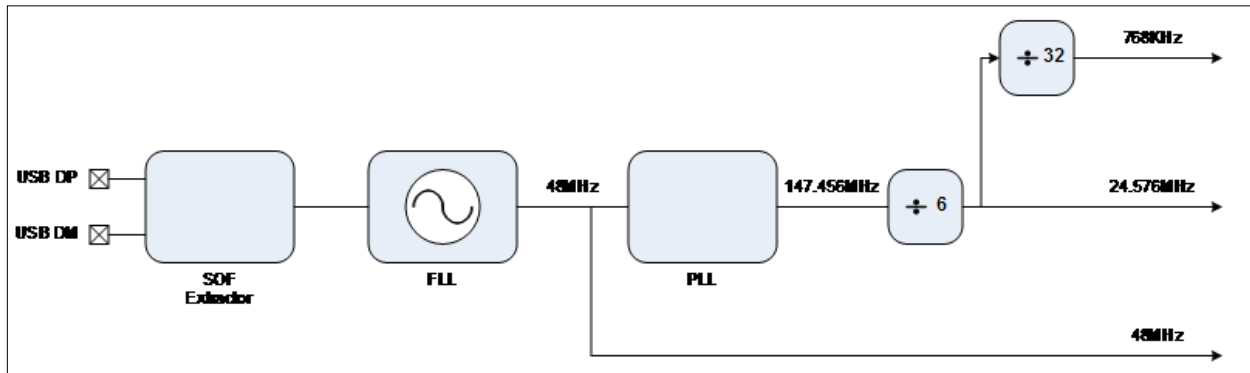 768KHz
÷ 32
USB DP
48MHz
147.456MHz
24.576MHz
÷ 6
USB DM
SOF
Extractor
FLL
PLL
48MHz